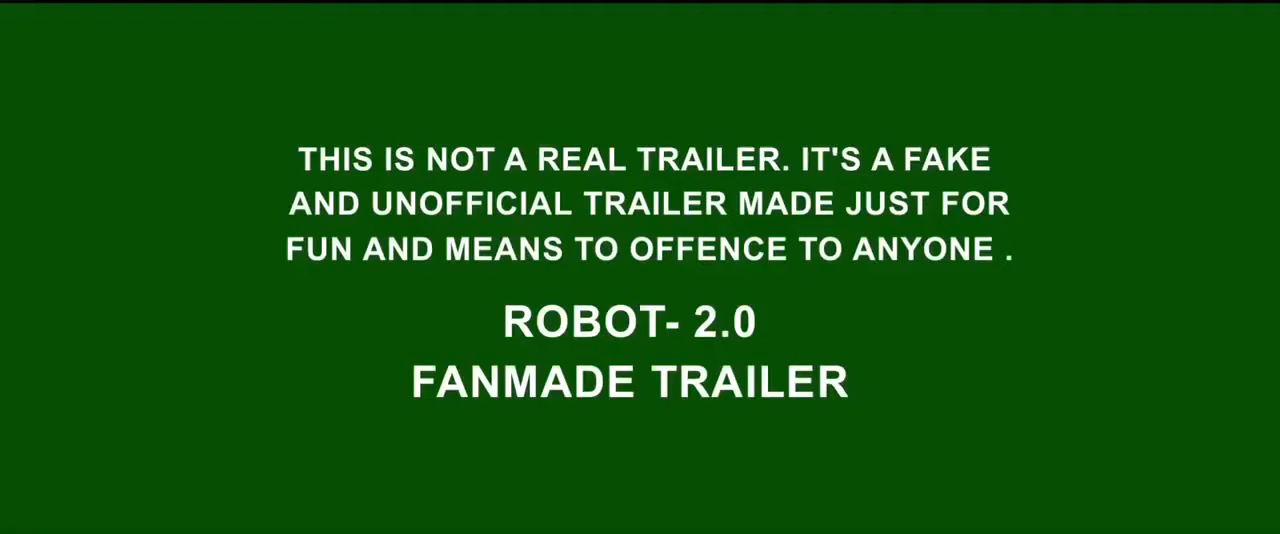 THIS IS NOT A REAL TRAILER. IT'S A FAKE
AND UNOFFICIAL TRAILER MADE JUST FOR
FUN AND MEANS TO OFFENCE TO ANYONE .
ROBOT- 2.0
FANMADE TRAILER